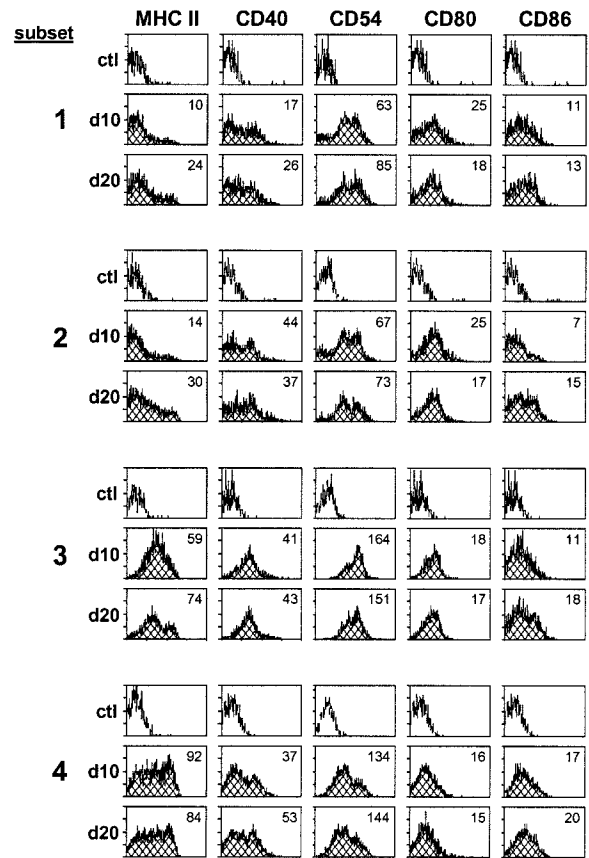 subset MHC II CD40 CD54 CD80 CD86
ctl
1 d10 10 17 63 25 11
d20 24 26 85 18 13
ctl
2 d10 14 44 67 25 7
d20 30 37 73 17 15
ctl
3 d10 59 41 164 18 11
d20 74 43 151 17 18
ctl
4 d10 92 37 134 16 17
d20 84 53 144 15 20